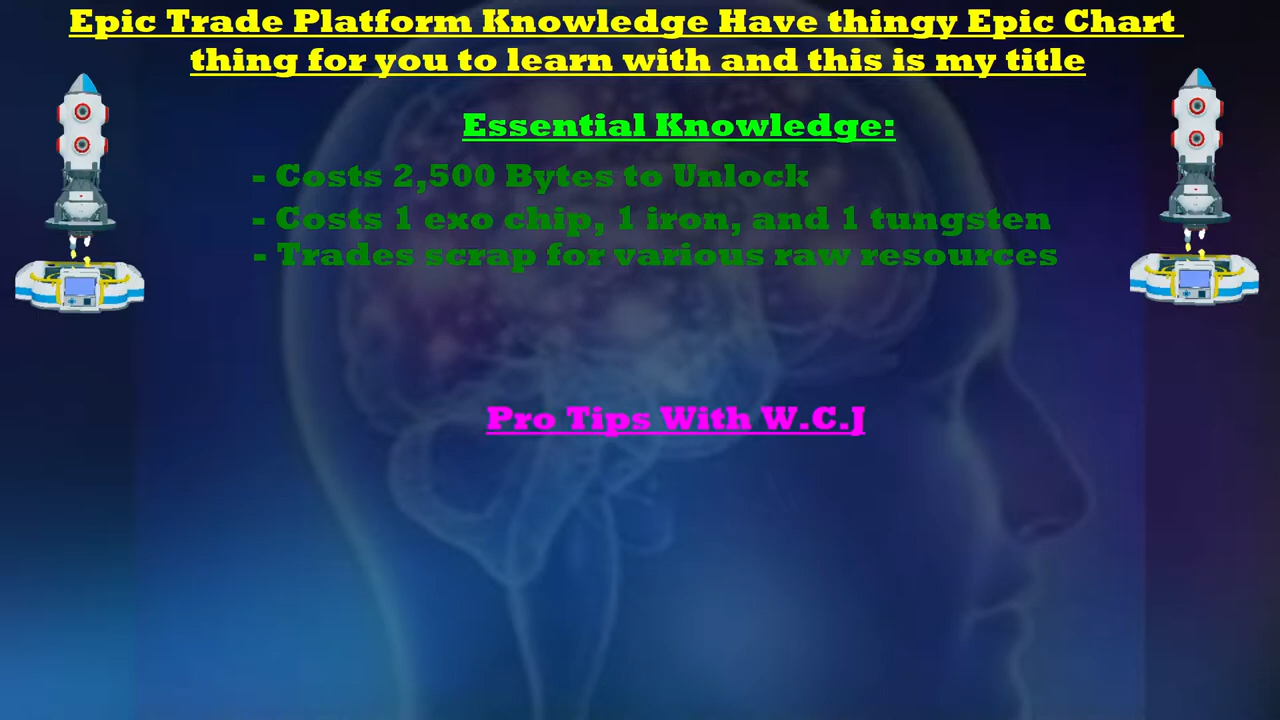 Epic Trade Platform Knowledge Have thingy Epic Chart
thing for you to learn with and this is my title
Essential Knowledge:
- Costs 2,500 Bytes to Unlock
- Costs 1 exo chip, 1 iron, and 1 tungsten
- Trades scrap for various raw resources
Pro Tips With W.C.J